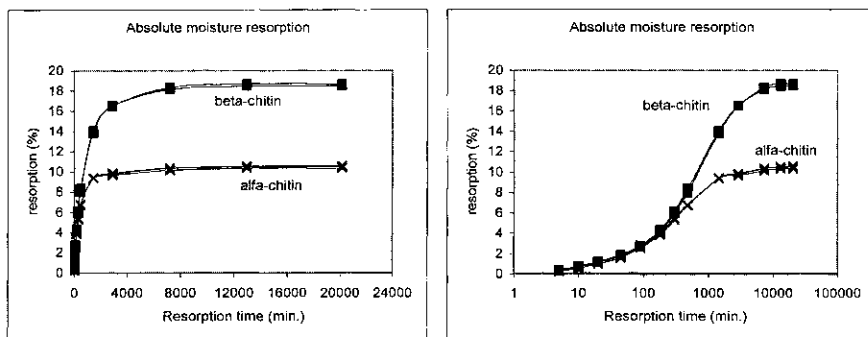 Absolute moisture resorption
20
18
16
14
12
10
8
6
4
2
0
resorption (%)
beta-chitin
alfa-chitin
0 4000 8000 12000 16000 20000 24000
Resorption time (min.)
Absolute moisture resorption
20
18
16
14
12
10
8
6
4
2
0
resorption (%)
beta-chitin
alfa-chitin
1 10 100 1000 10000 100000
Resorption time (min.)